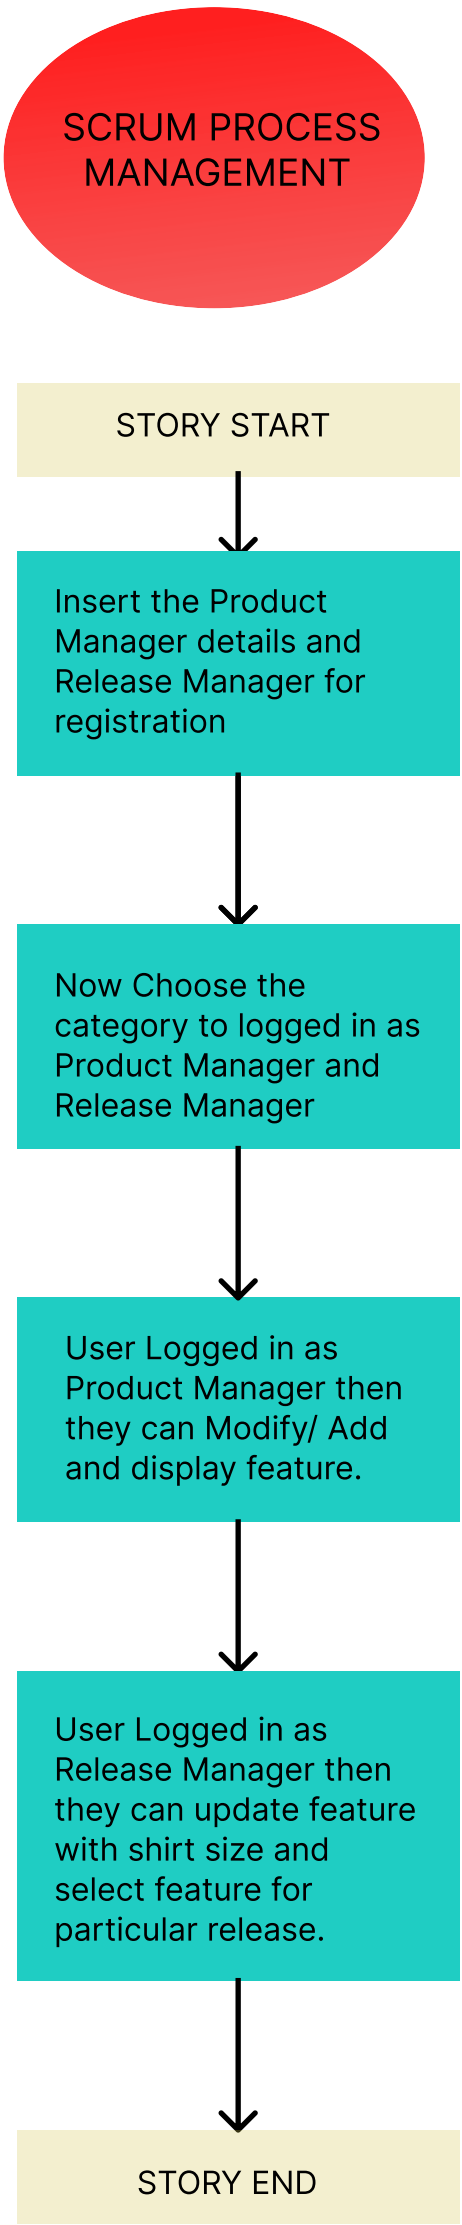 SCRUM PROCESS
MANAGEMENT
STORY START
Insert the Product
Manager details and
Release Manager for
registration
Now Choose the
category to logged in as
Product Manager and
Release Manager
User Logged in as
Product Manager then
they can Modify/ Add
and display feature.
User Logged in as
Release Manager then
they can update feature
with shirt size and
select feature for
particular release.
STORY END